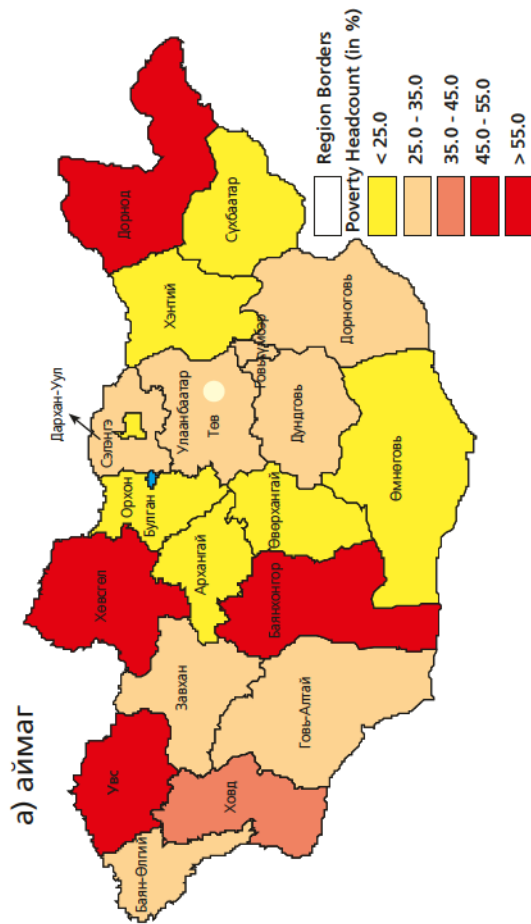 а) аймаг
Баян-Өлгий
Увс
Ховд
Завхан
Говь-Алтай
Хөвсгөл
Архангай
Баянхонгор
Орхон
Булган
Өвөрхангай
Өмнөговь
Дархан-Уул
Сэлэнгэ
Улаанбаатар
Төв
Дундговь
Говьсүмбэр
Дорноговь
Хэнтий
Дорнод
Сүхбаатар
Region Borders
Poverty Headcount (in %)
< 25.0
25.0 - 35.0
35.0 - 45.0
45.0 - 55.0
> 55.0